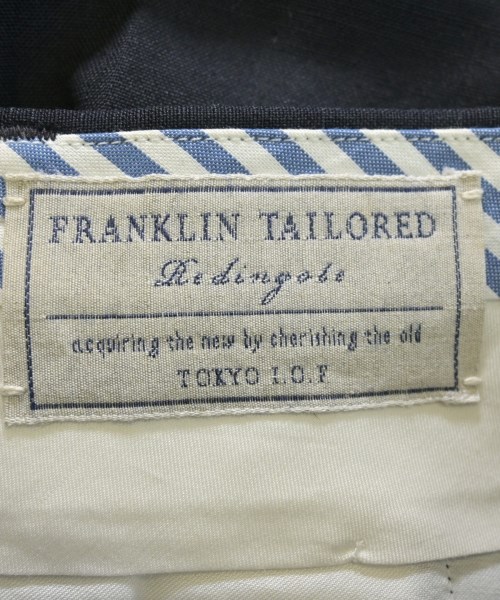 FRANKLIN TAILORED
Redingote
acquiring the new by cherishing the old
TOKYO I.O.F